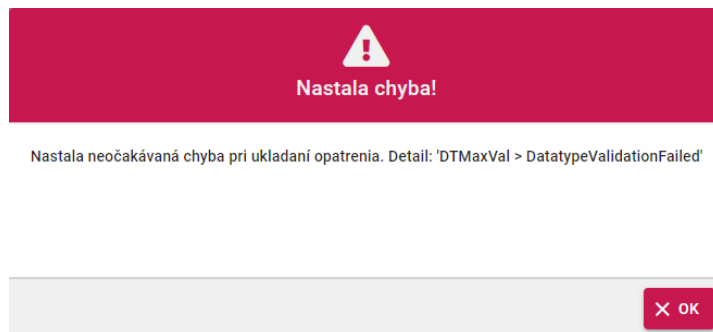 Nastala chyba!
Nastala neočakávaná chyba pri ukladaní opatrenia. Detail: 'DTMaxVal > DatatypeValidationFailed'
OK